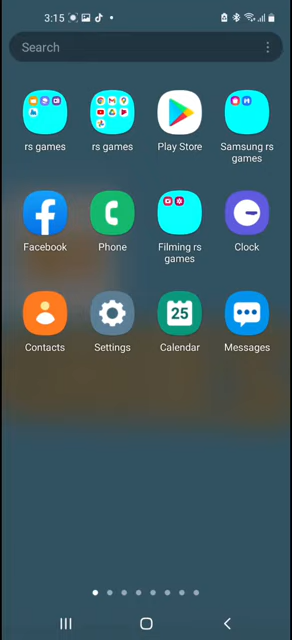 3:15
Search
rs games
rs games
Play Store
Samsung rs games
Facebook
Phone
Filming rs games
Clock
Contacts
Settings
25
Calendar
Messages